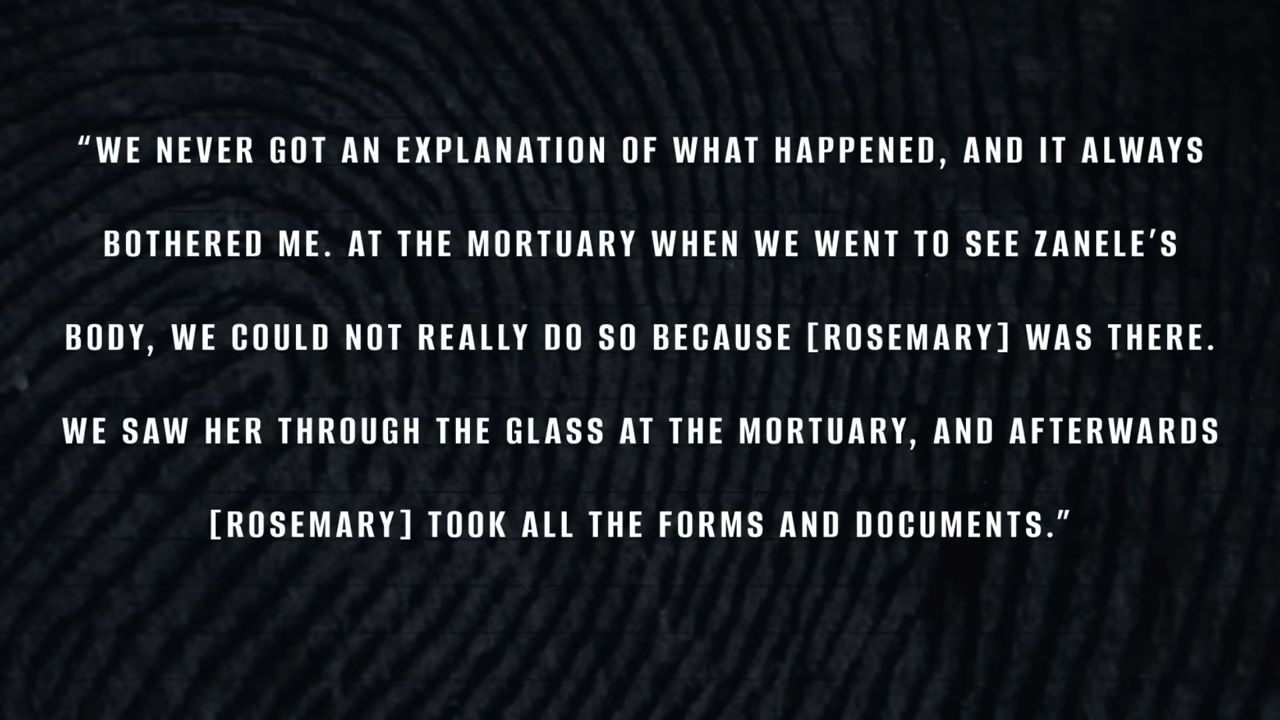 “WE NEVER GOT AN EXPLANATION OF WHAT HAPPENED, AND IT ALWAYS
BOTHERED ME. AT THE MORTUARY WHEN WE WENT TO SEE ZANELE’S
BODY, WE COULD NOT REALLY DO SO BECAUSE [ROSEMARY] WAS THERE.
WE SAW HER THROUGH THE GLASS AT THE MORTUARY, AND AFTERWARDS
[ROSEMARY] TOOK ALL THE FORMS AND DOCUMENTS.”